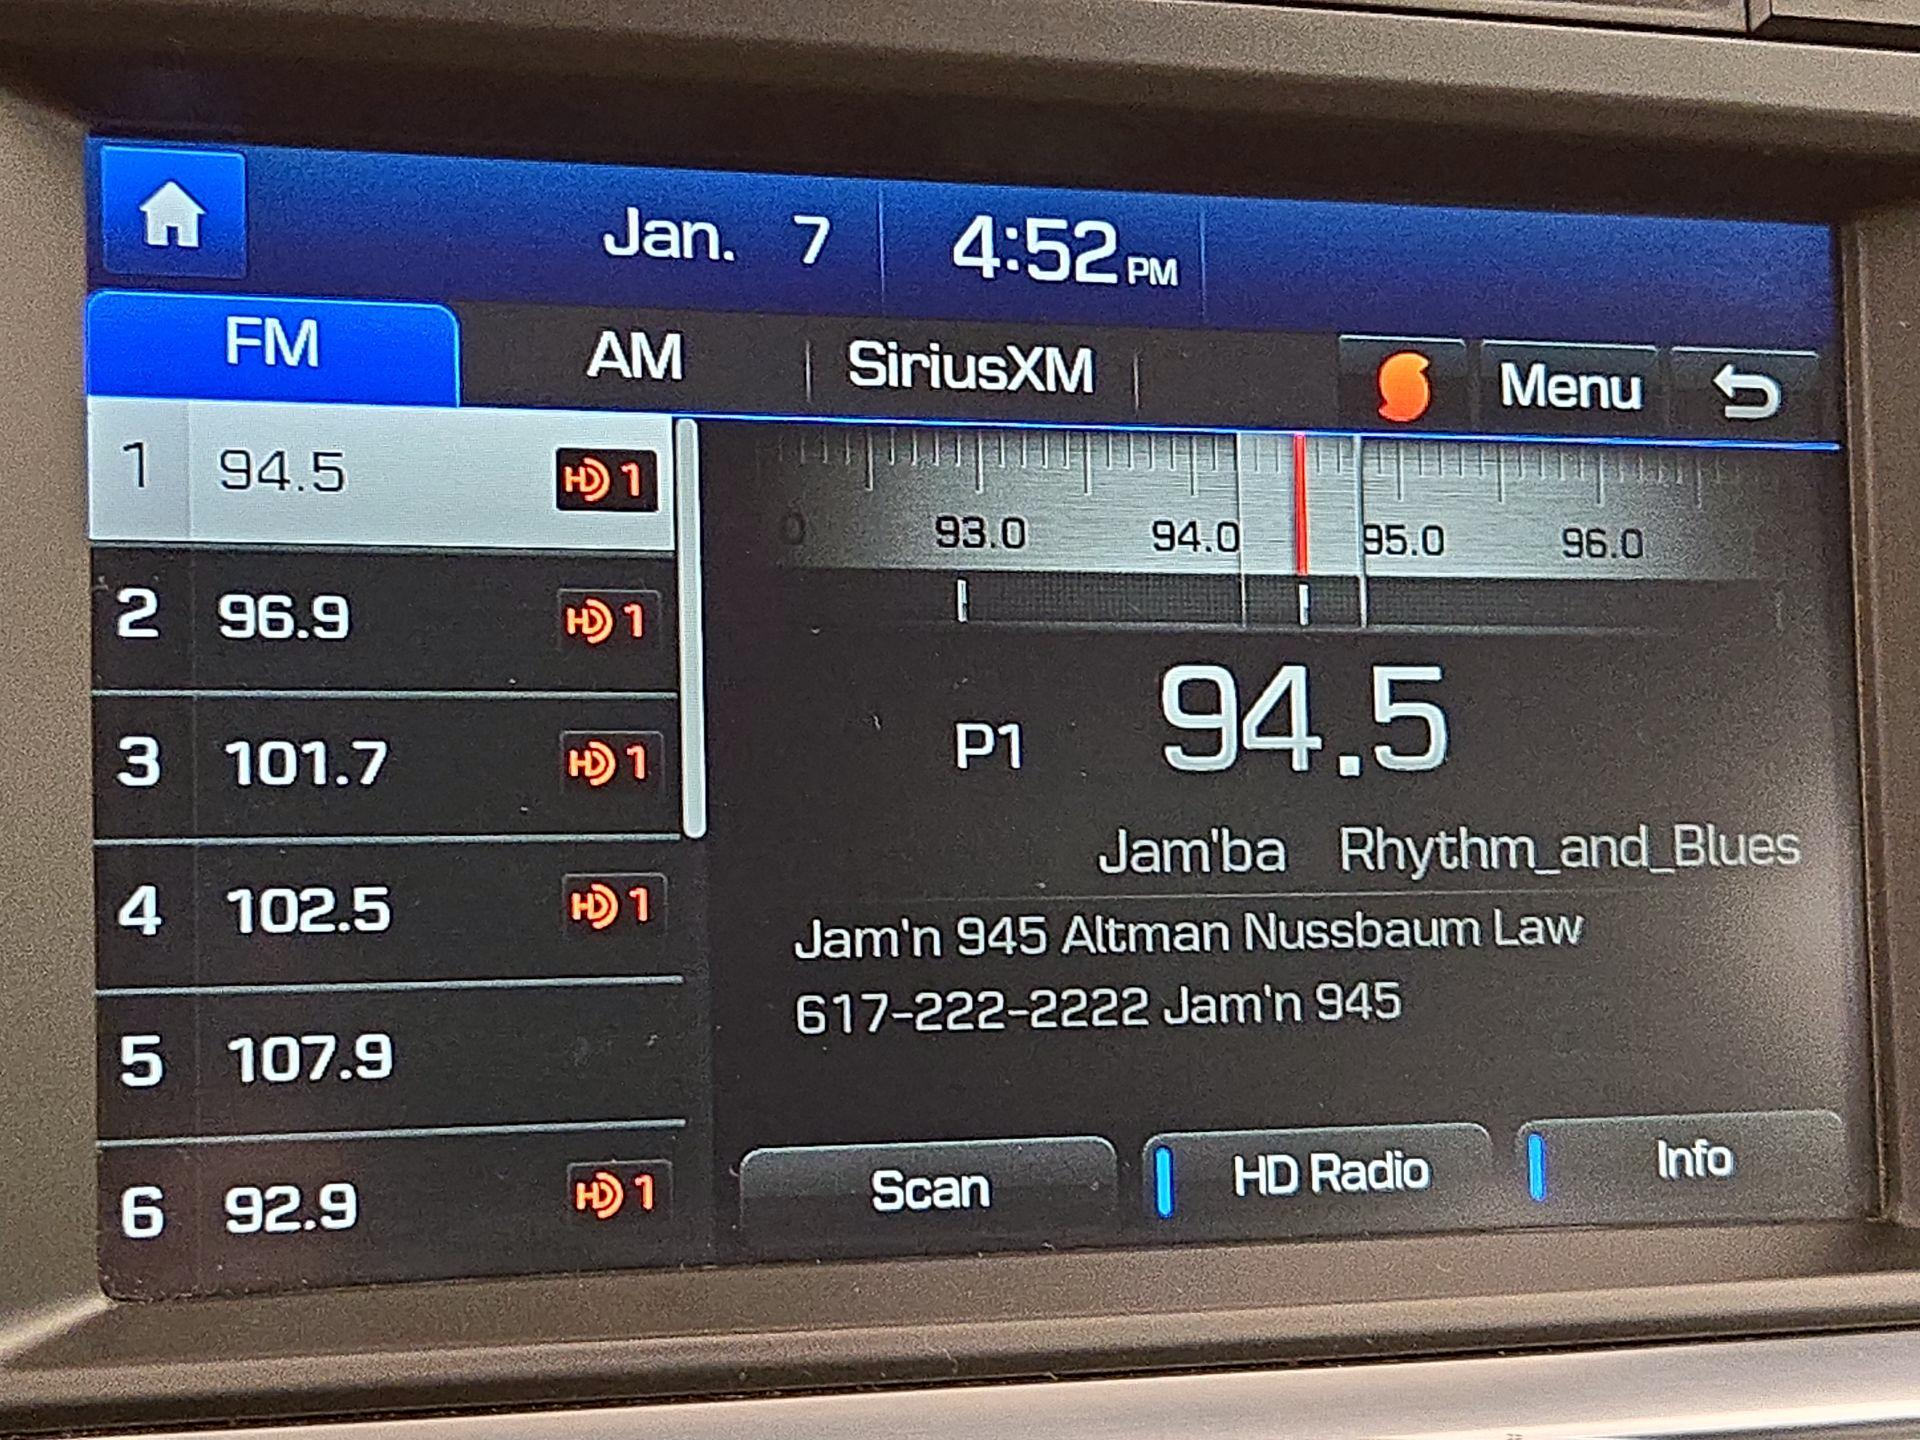 Jan. 7 4:52 PM
FM AM SiriusXM Menu
1 94.5 HD 1
2 96.9 HD 1
3 101.7 HD 1
4 102.5 HD 1
5 107.9
6 92.9 HD 1
0 93.0 94.0 95.0 96.0
P1 94.5
Jam'ba Rhythm_and_Blues
Jam'n 945 Altman Nussbaum Law
617-222-2222 Jam'n 945
Scan HD Radio Info